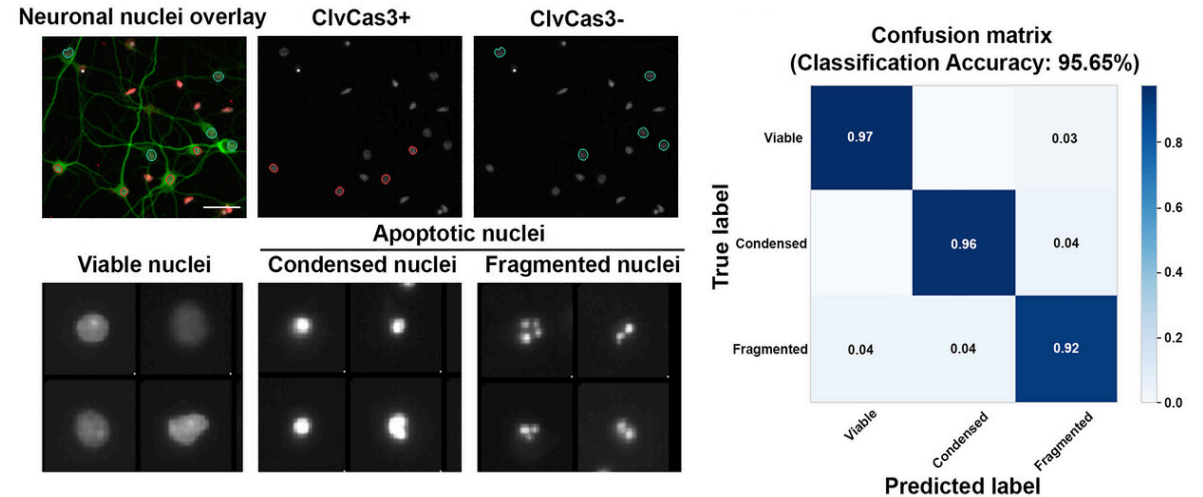 Neuronal nuclei overlay
ClvCas3+
ClvCas3-
Apoptotic nuclei
Viable nuclei
Condensed nuclei
Fragmented nuclei
Confusion matrix
(Classification Accuracy: 95.65%)
True label
Viable
0.97
0.03
Condensed
0.96
0.04
Fragmented
0.04
0.04
0.92
Viable
Condensed
Fragmented
Predicted label
0.8
0.6
0.4
0.2
0.0